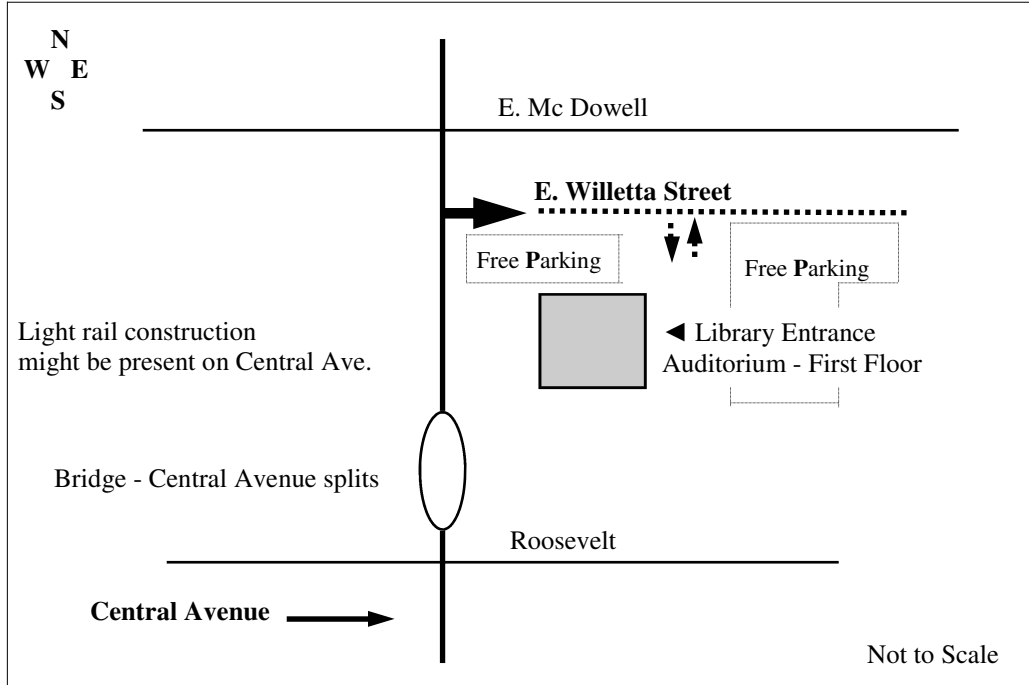 N
W E
S
E. Mc Dowell
E. Willetta Street
Free Parking
Free Parking
Light rail construction
might be present on Central Ave.
Library Entrance
Auditorium - First Floor
Bridge - Central Avenue splits
Roosevelt
Central Avenue
Not to Scale